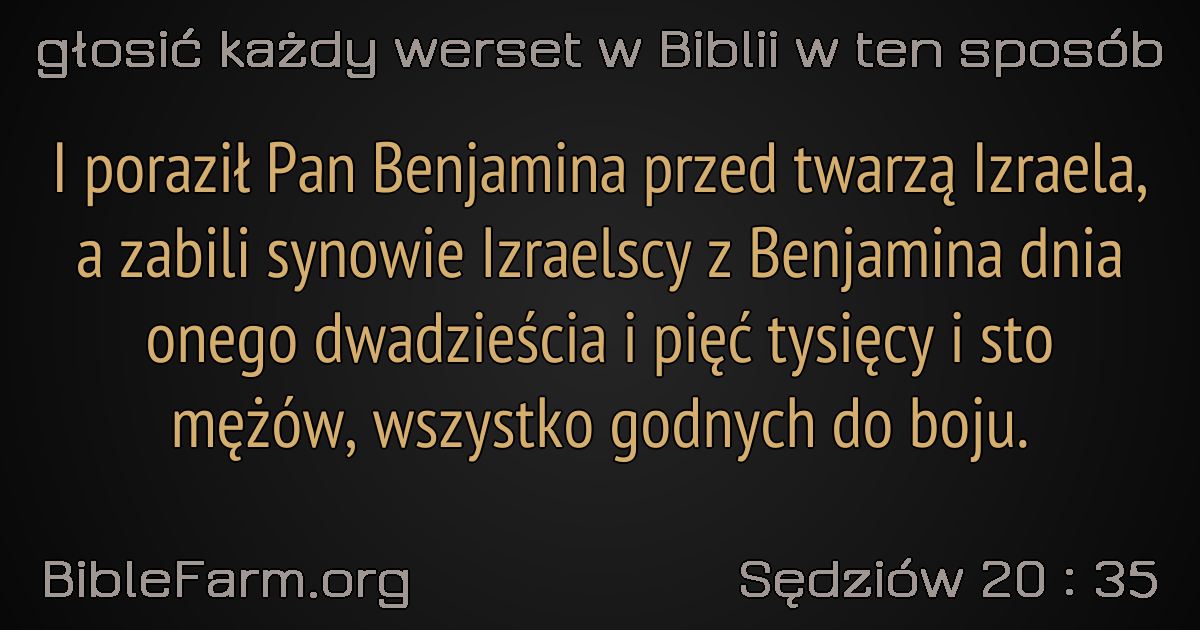 głosić każdy werset w Biblii w ten sposób
I poraził Pan Benjamina przed twarzą Izraela,
a zabili synowie Izraelscy z Benjamina dnia
onego dwadzieścia i pięć tysięcy i sto
mężów, wszystko godnych do boju.
BibleFarm.org
Sędziów 20 : 35